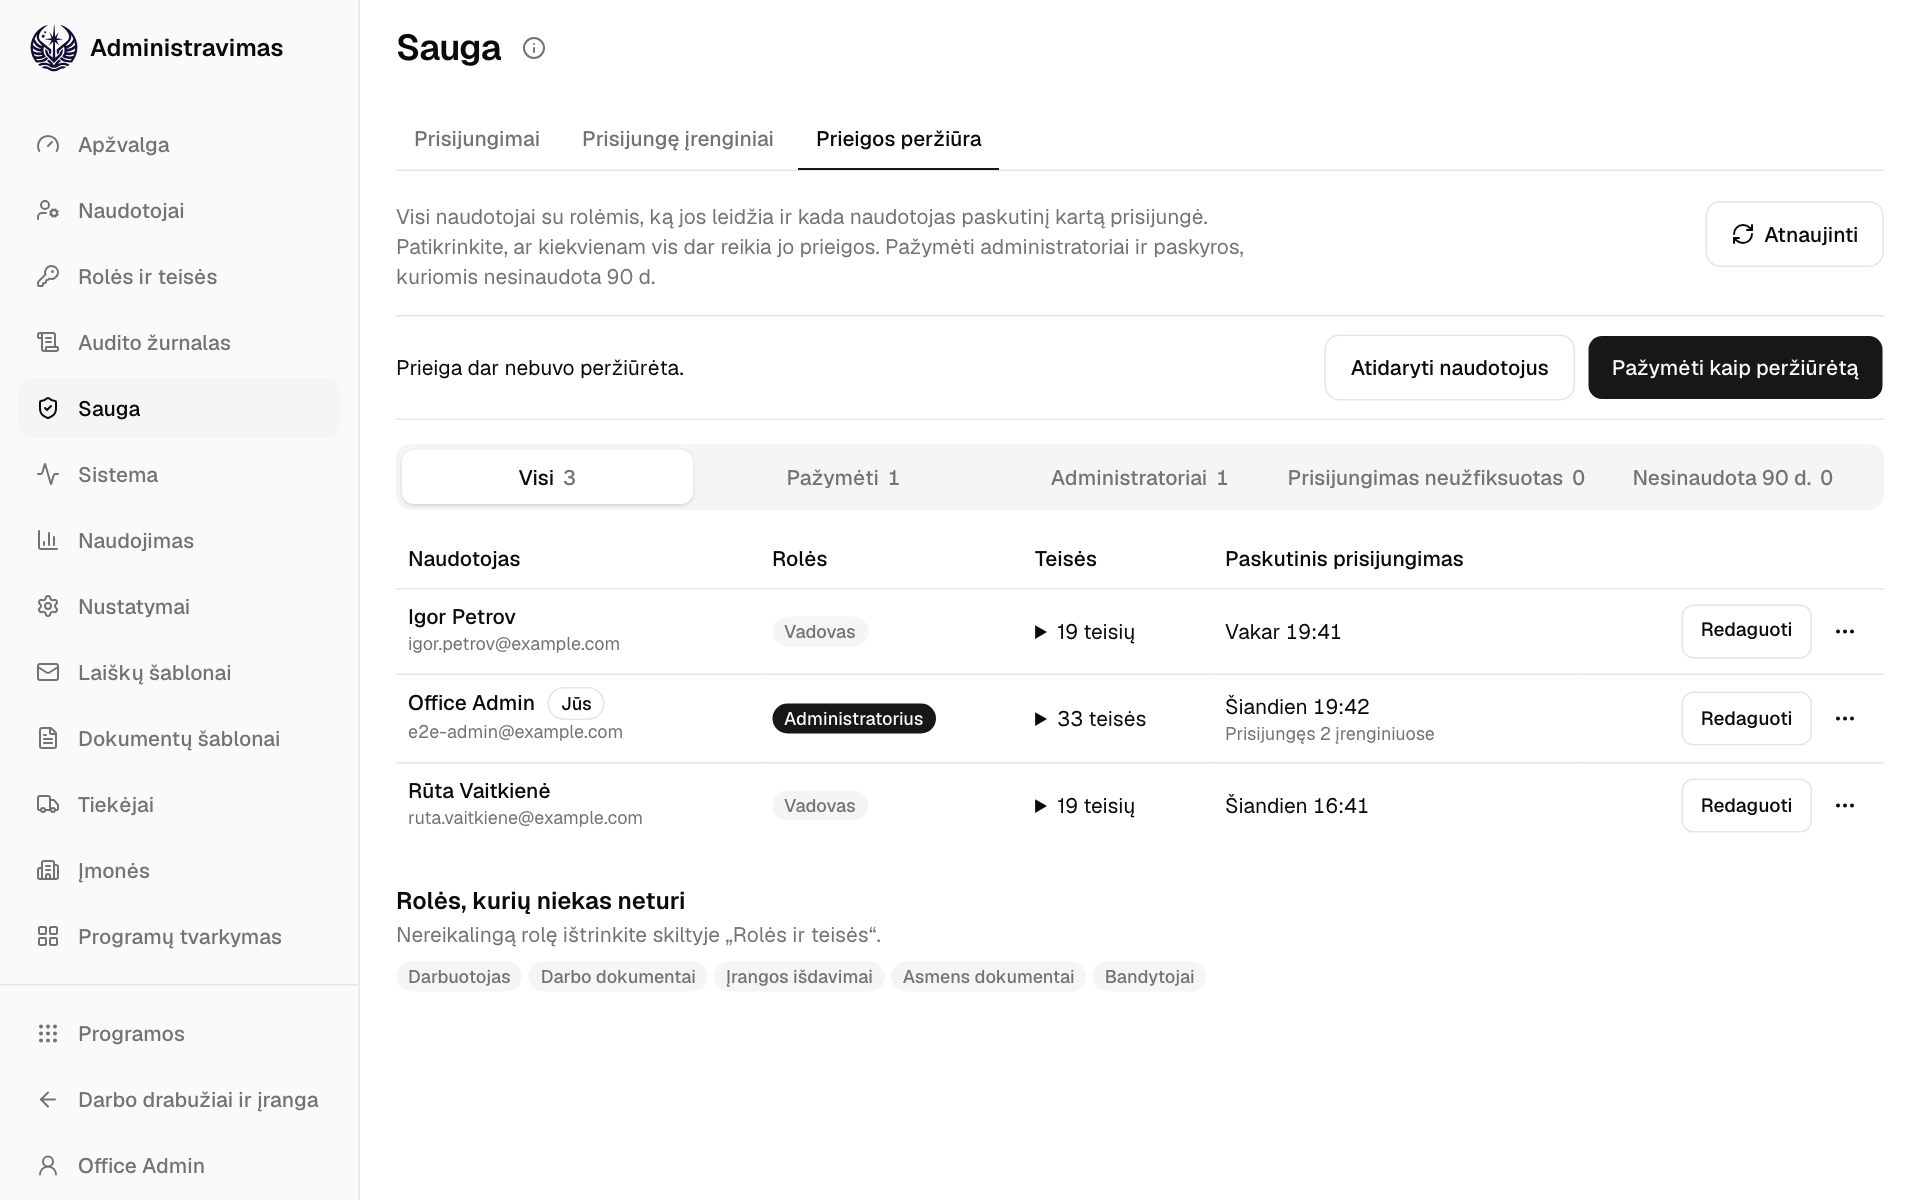 Administravimas
Apžvalga
Naudotojai
Rolės ir teisės
Audito žurnalas
Sauga
Sistema
Naudojimas
Nustatymai
Laiškų šablonai
Dokumentų šablonai
Tiekėjai
Įmonės
Programų tvarkymas
Programos
Darbo drabužiai ir įranga
Office Admin
Sauga
Prisijungimai Prisijungę įrenginiai Prieigos peržiūra
Visi naudotojai su rolėmis, ką jos leidžia ir kada naudotojas paskutinį kartą prisijungė.
Patikrinkite, ar kiekvienam vis dar reikia jo prieigos. Pažymėti administratoriai ir paskyros,
kuriomis nesinaudota 90 d.
Atnaujinti
Prieiga dar nebuvo peržiūrėta.
Atidaryti naudotojus Pažymėti kaip peržiūrėtą
Visi 3 Pažymėti 1 Administratoriai 1 Prisijungimas neužfiksuotas 0 Nesinaudota 90 d. 0
Naudotojas Rolės Teisės Paskutinis prisijungimas
Igor Petrov
igor.petrov@example.com
Vadovas 19 teisių Vakar 19:41 Redaguoti
Office Admin Jūs
e2e-admin@example.com
Administratorius 33 teisės Šiandien 19:42
Prisijungęs 2 įrenginiuose
Redaguoti
Rūta Vaitkienė
ruta.vaitkiene@example.com
Vadovas 19 teisių Šiandien 16:41 Redaguoti
Rolės, kurių niekas neturi
Nereikalingą rolę ištrinkite skiltyje „Rolės ir teisės“.
Darbuotojas Darbo dokumentai Įrangos išdavimai Asmens dokumentai Bandytojai